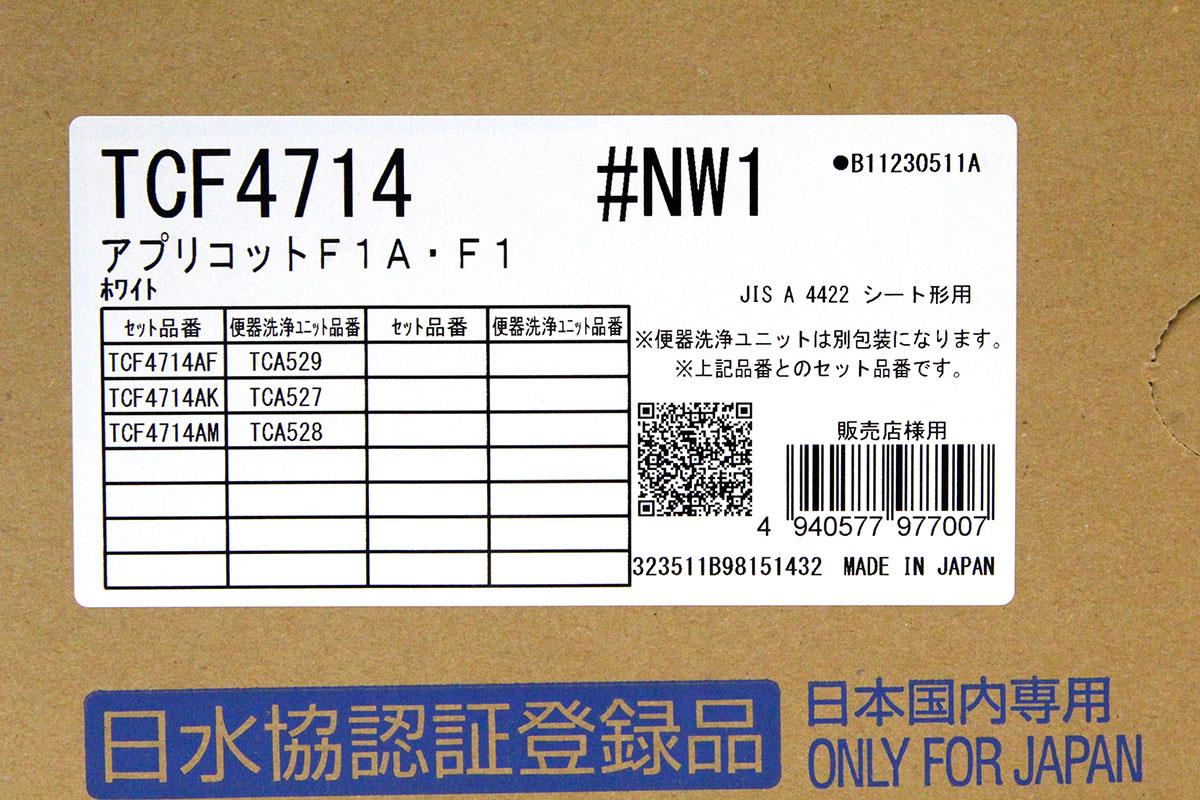 TCF4714 #NW1 ●B11230511A
アプリコットF1A・F1
ホワイト
JIS A 4422 シート形用
セット品番 便器洗浄ユニット品番 セット品番 便器洗浄ユニット品番
TCF4714AF TCA529
TCF4714AK TCA527
TCF4714AM TCA528
※便器洗浄ユニットは別包装になります。
※上記品番とのセット品番です。
販売店様用
4 940577 977007
323511B98151432 MADE IN JAPAN
日水協認証登録品
日本国内専用
ONLY FOR JAPAN